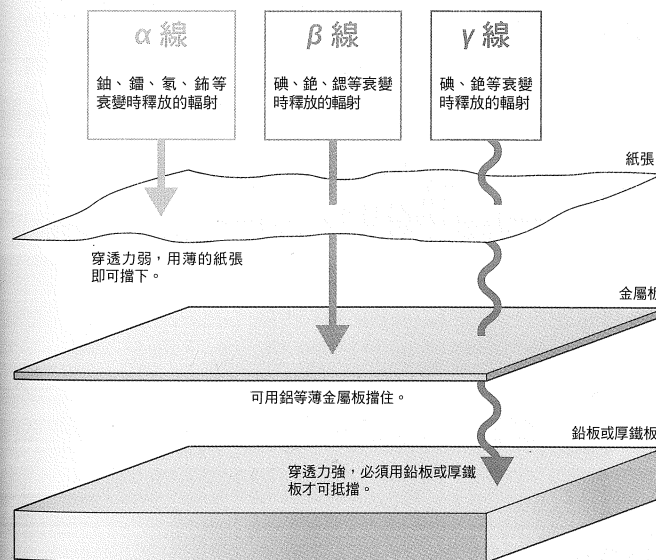 α 線
鈾、鐳、氡、鈽等
衰變時釋放的輻射
β 線
碘、銫、鍶等衰變
時釋放的輻射
γ 線
碘、銫等衰變
時釋放的輻射
紙張
穿透力弱，用薄的紙張
即可擋下。
金屬板
可用鋁等薄金屬板擋住。
鉛板或厚鐵板
穿透力強，必須用鉛板或厚鐵
板才可抵擋。